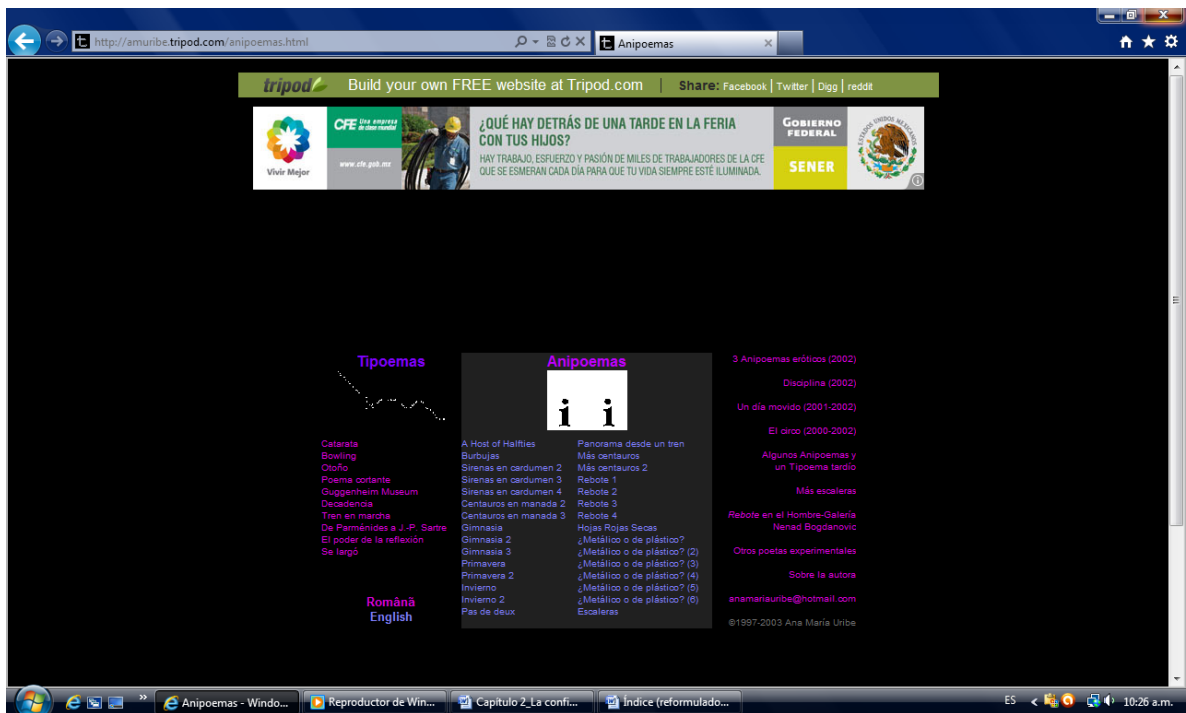 http://amuribe.tripod.com/anipoemas.html
Anipoemas
tripod Build your own FREE website at Tripod.com | Share: Facebook | Twitter | Digg | reddit
Vivir Mejor
CFE Una empresa de clase mundial
www.cfe.gob.mx
¿QUÉ HAY DETRÁS DE UNA TARDE EN LA FERIA
CON TUS HIJOS?
HAY TRABAJO, ESFUERZO Y PASIÓN DE MILES DE TRABAJADORES DE LA CFE
QUE SE ESMERAN CADA DÍA PARA QUE TU VIDA SIEMPRE ESTÉ ILUMINADA.
GOBIERNO
FEDERAL
SENER
ESTADOS UNIDOS MEXICANOS
Tipoemas
Catarata
Bowling
Otoño
Poema cortante
Guggenheim Museum
Decadencia
Tren en marcha
De Parménides a J.-P. Sartre
El poder de la reflexión
Se largó
Română
English
Anipoemas
i i
A Host of Halfties
Burbujas
Sirenas en cardumen 2
Sirenas en cardumen 3
Sirenas en cardumen 4
Centauros en manada 2
Centauros en manada 3
Gimnasia
Gimnasia 2
Gimnasia 3
Primavera
Primavera 2
Invierno
Invierno 2
Pas de deux
Panorama desde un tren
Más centauros
Más centauros 2
Rebote 1
Rebote 2
Rebote 3
Rebote 4
Hojas Rojas Secas
¿Metálico o de plástico?
¿Metálico o de plástico? (2)
¿Metálico o de plástico? (3)
¿Metálico o de plástico? (4)
¿Metálico o de plástico? (5)
¿Metálico o de plástico? (6)
Escaleras
3 Anipoemas eróticos (2002)
Disciplina (2002)
Un día movido (2001-2002)
El circo (2000-2002)
Algunos Anipoemas y
un Tipoema tardío
Más escaleras
Rebote en el Hombre-Galería
Nenad Bogdanovic
Otros poetas experimentales
Sobre la autora
anamariauribe@hotmail.com
©1997-2003 Ana María Uribe
Anipoemas - Windo...
Reproductor de Win...
Capítulo 2_La confi...
Índice (reformulado...
ES
10:26 a.m.